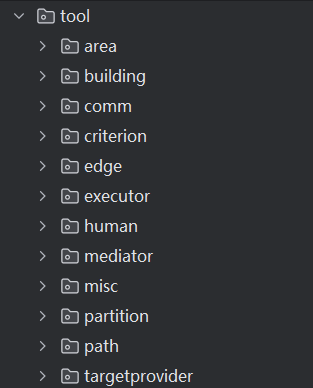 tool
area
building
comm
criterion
edge
executor
human
mediator
misc
partition
path
targetprovider